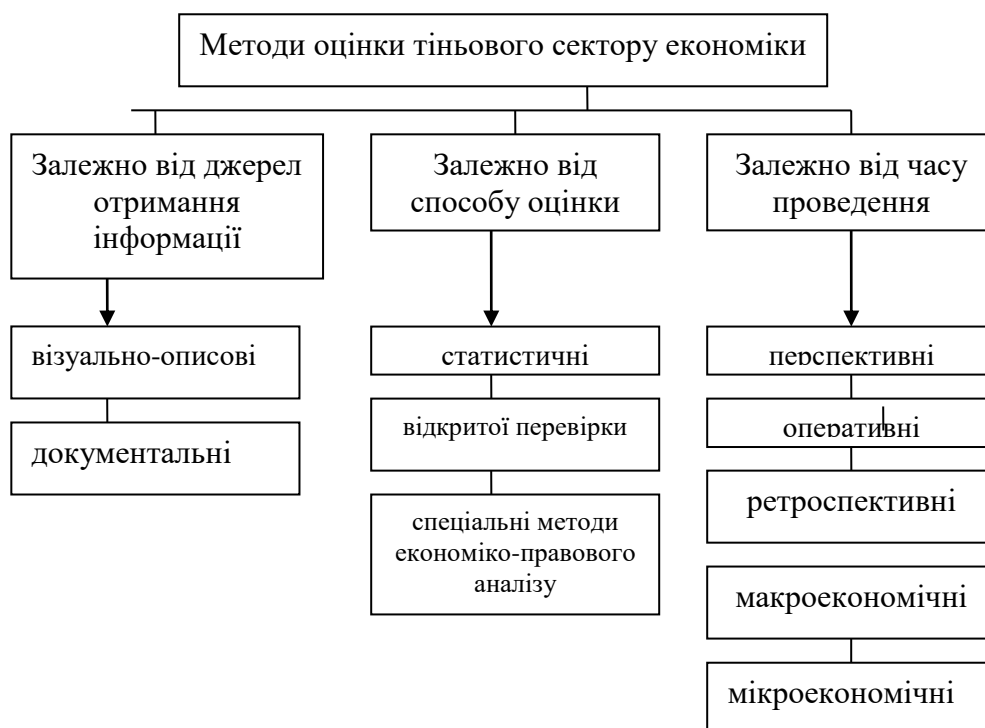 Методи оцінки тіньового сектору економіки
Залежно від джерел
отримання
інформації
Залежно від
способу оцінки
Залежно від часу
проведення
візуально-описові
документальні
статистичні
відкритої перевірки
спеціальні методи
економіко-правового
аналізу
перспективні
оперативні
ретроспективні
макроекономічні
мікроекономічні